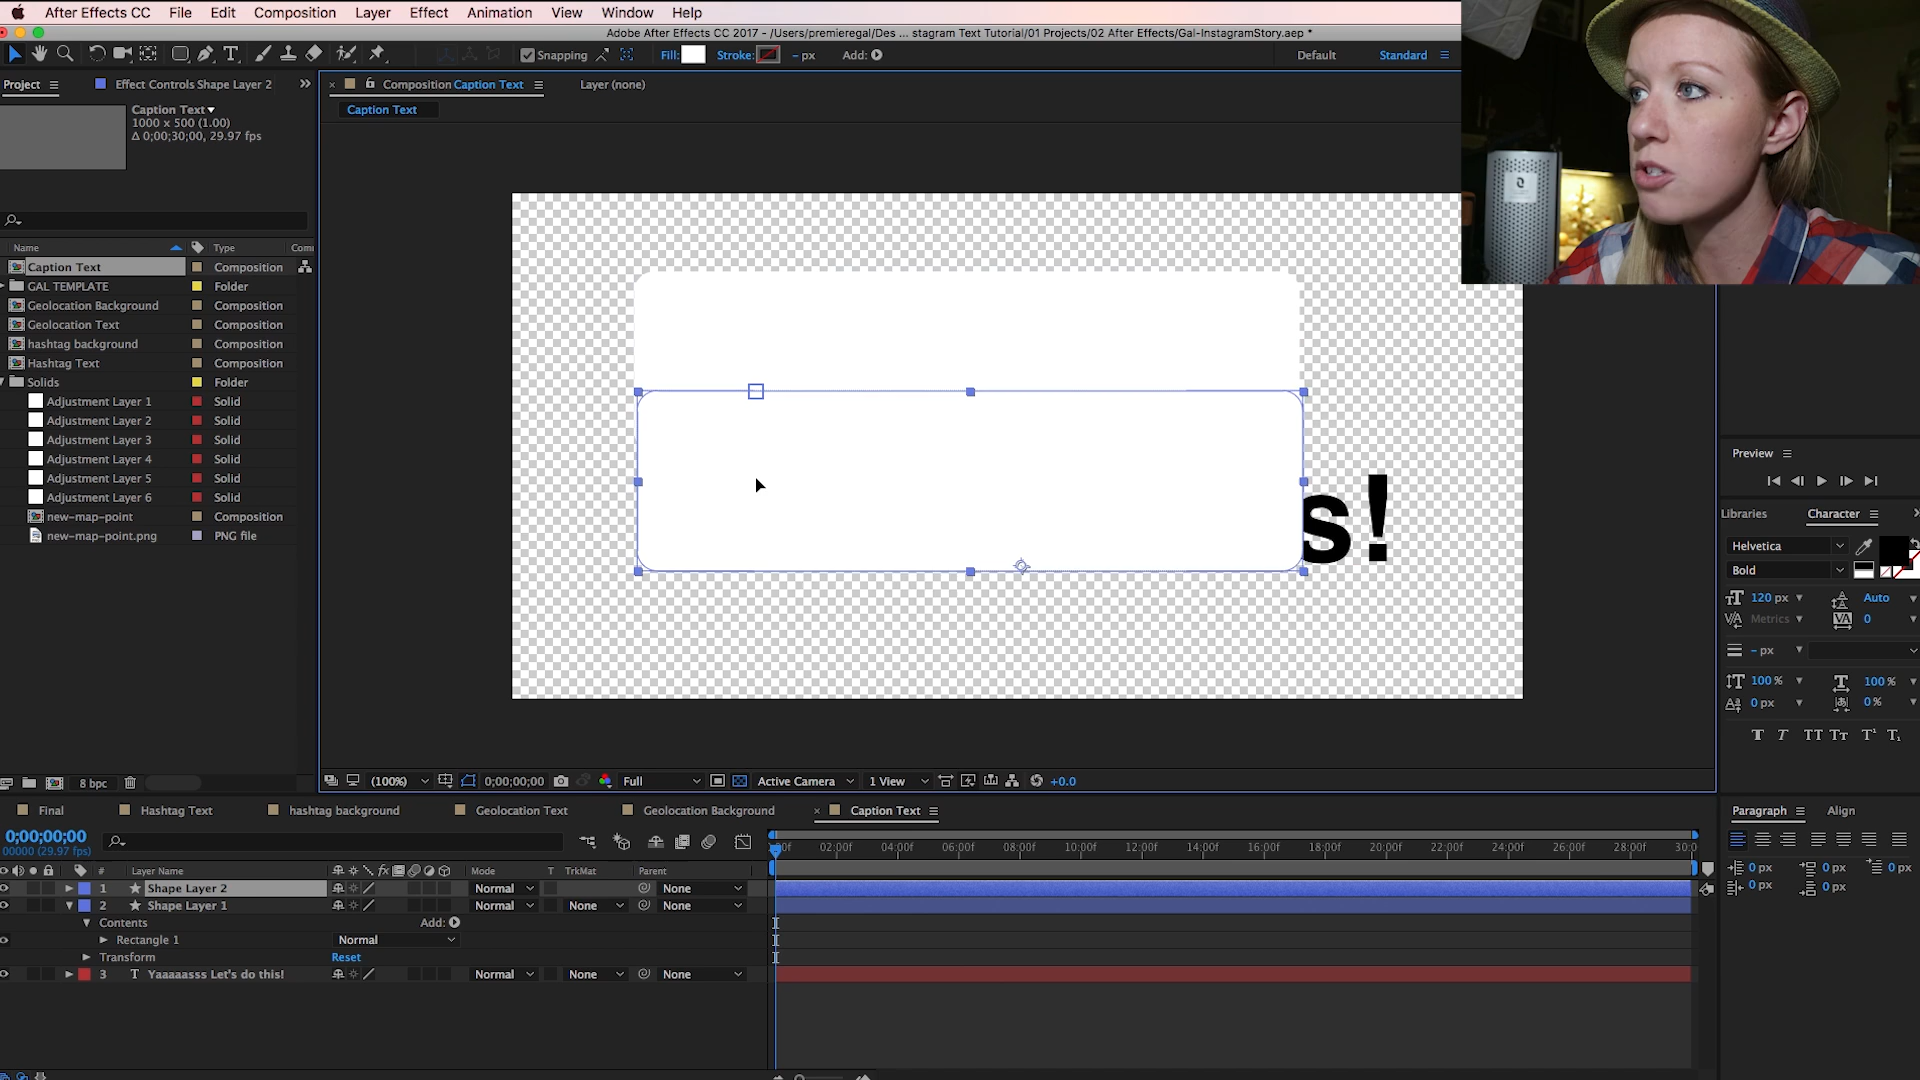 After Effects CC File Edit Composition Layer Effect Animation View Window Help
Adobe After Effects CC 2017 - /Users/premieregal/Des ... stagram Text Tutorial/01 Projects/02 After Effects/Gal-InstagramStory.aep *
Snapping Fill: Stroke: - px Add: Default Standard
Project Effect Controls Shape Layer 2 »
Composition Caption Text Layer (none)
Caption Text
Caption Text
1000 x 500 (1.00)
Δ 0;00;30;00, 29.97 fps
Name Type Com
Caption Text Composition
GAL TEMPLATE Folder
Geolocation Background Composition
Geolocation Text Composition
hashtag background Composition
Hashtag Text Composition
Solids Folder
Adjustment Layer 1 Solid
Adjustment Layer 2 Solid
Adjustment Layer 3 Solid
Adjustment Layer 4 Solid
Adjustment Layer 5 Solid
Adjustment Layer 6 Solid
new-map-point Composition
new-map-point.png PNG file
8 bpc
s!
(100%) 0;00;00;00 Full Active Camera 1 View +0.0
Preview
Libraries Character
Helvetica
Bold
120 px Auto
Metrics 0
- px
100% 100%
0 px 0%
T T TT Tt T¹ T₁
Final Hashtag Text hashtag background Geolocation Text Geolocation Background Caption Text
0;00;00;00
00000 (29.97 fps)
:00f 02:00f 04:00f 06:00f 08:00f 10:00f 12:00f 14:00f 16:00f 18:00f 20:00f 22:00f 24:00f 26:00f 28:00f 30:0
# Layer Name Mode T TrkMat Parent
1 Shape Layer 2 Normal None
2 Shape Layer 1 Normal None None
Contents Add:
Rectangle 1 Normal
Transform Reset
3 T Yaaaaasss Let's do this! Normal None None
Paragraph Align
0 px 0 px 0 px
0 px 0 px